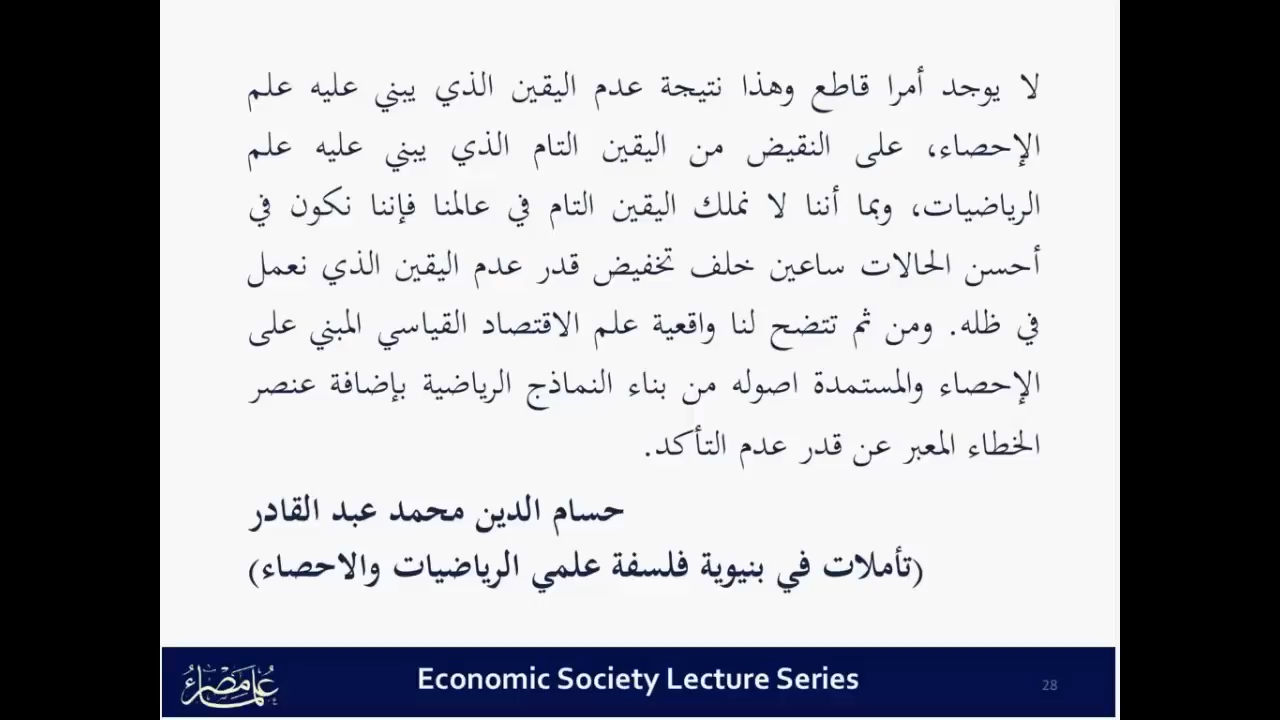 لا يوجد أمرا قاطع وهذا نتيجة عدم اليقين الذي يبني عليه علم
الإحصاء، على النقيض من اليقين التام الذي يبني عليه علم
الرياضيات، وبما أننا لا نملك اليقين التام في عالمنا فإننا نكون في
أحسن الحالات ساعين خلف تخفيض قدر عدم اليقين الذي نعمل
في ظله. ومن ثم تتضح لنا واقعية علم الاقتصاد القياسي المبني على
الإحصاء والمستمدة اصوله من بناء النماذج الرياضية بإضافة عنصر
الخطاء المعبر عن قدر عدم التأكد.
حسام الدين محمد عبد القادر
(تأملات في بنيوية فلسفة علمي الرياضيات والاحصاء)
علماء مصر
Economic Society Lecture Series
28